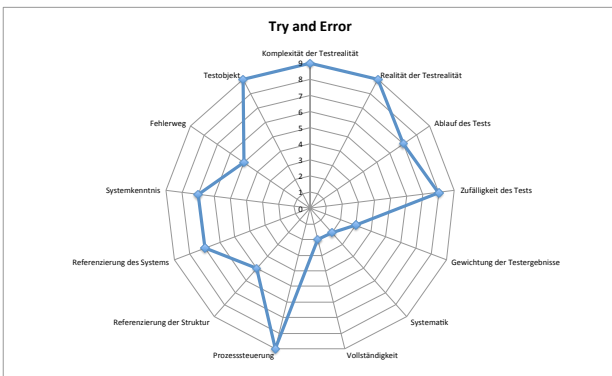 Try and Error
Komplexität der Testrealität
Realität der Testrealität
Ablauf des Tests
Zufälligkeit des Tests
Gewichtung der Testergebnisse
Systematik
Vollständigkeit
Prozesssteuerung
Referenzierung der Struktur
Referenzierung des Systems
Systemkenntnis
Fehlerweg
Testobjekt
9
8
7
6
5
4
3
2
1
0